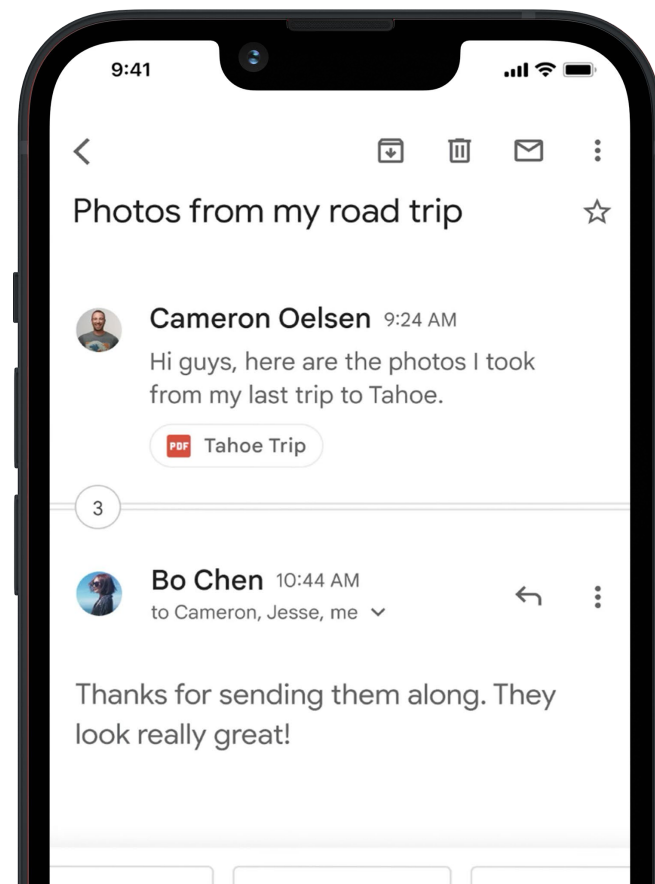 9:41
Photos from my road trip
Cameron Oelsen 9:24 AM
Hi guys, here are the photos I took
from my last trip to Tahoe.
PDF Tahoe Trip
3
Bo Chen 10:44 AM
to Cameron, Jesse, me
Thanks for sending them along. They
look really great!